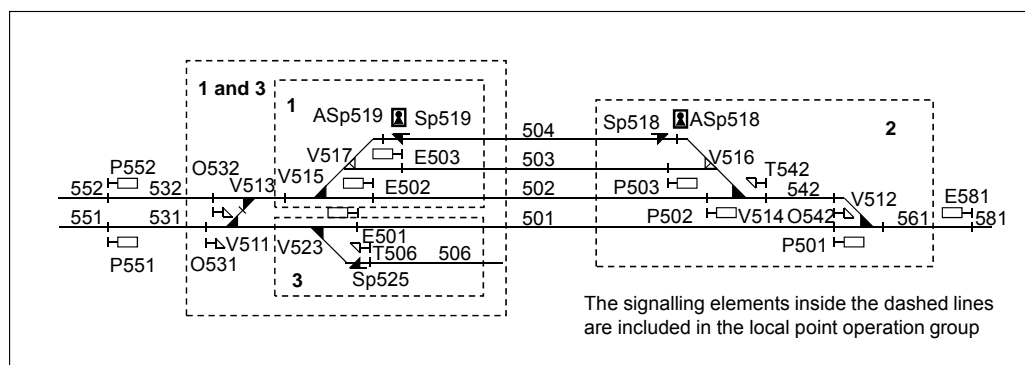 1 and 3
1
ASp519 Sp519
Sp518 ASp518
2
504
V517
V516
P552
O532
E503
503
T542
V513
V515
E502
P503
V512
552 532
502
542
E581
551 531
501
P502 V514 O542
561
581
V511
V523
E501
P501
P551
O531
T506 506
3
Sp525
The signalling elements inside the dashed lines
are included in the local point operation group